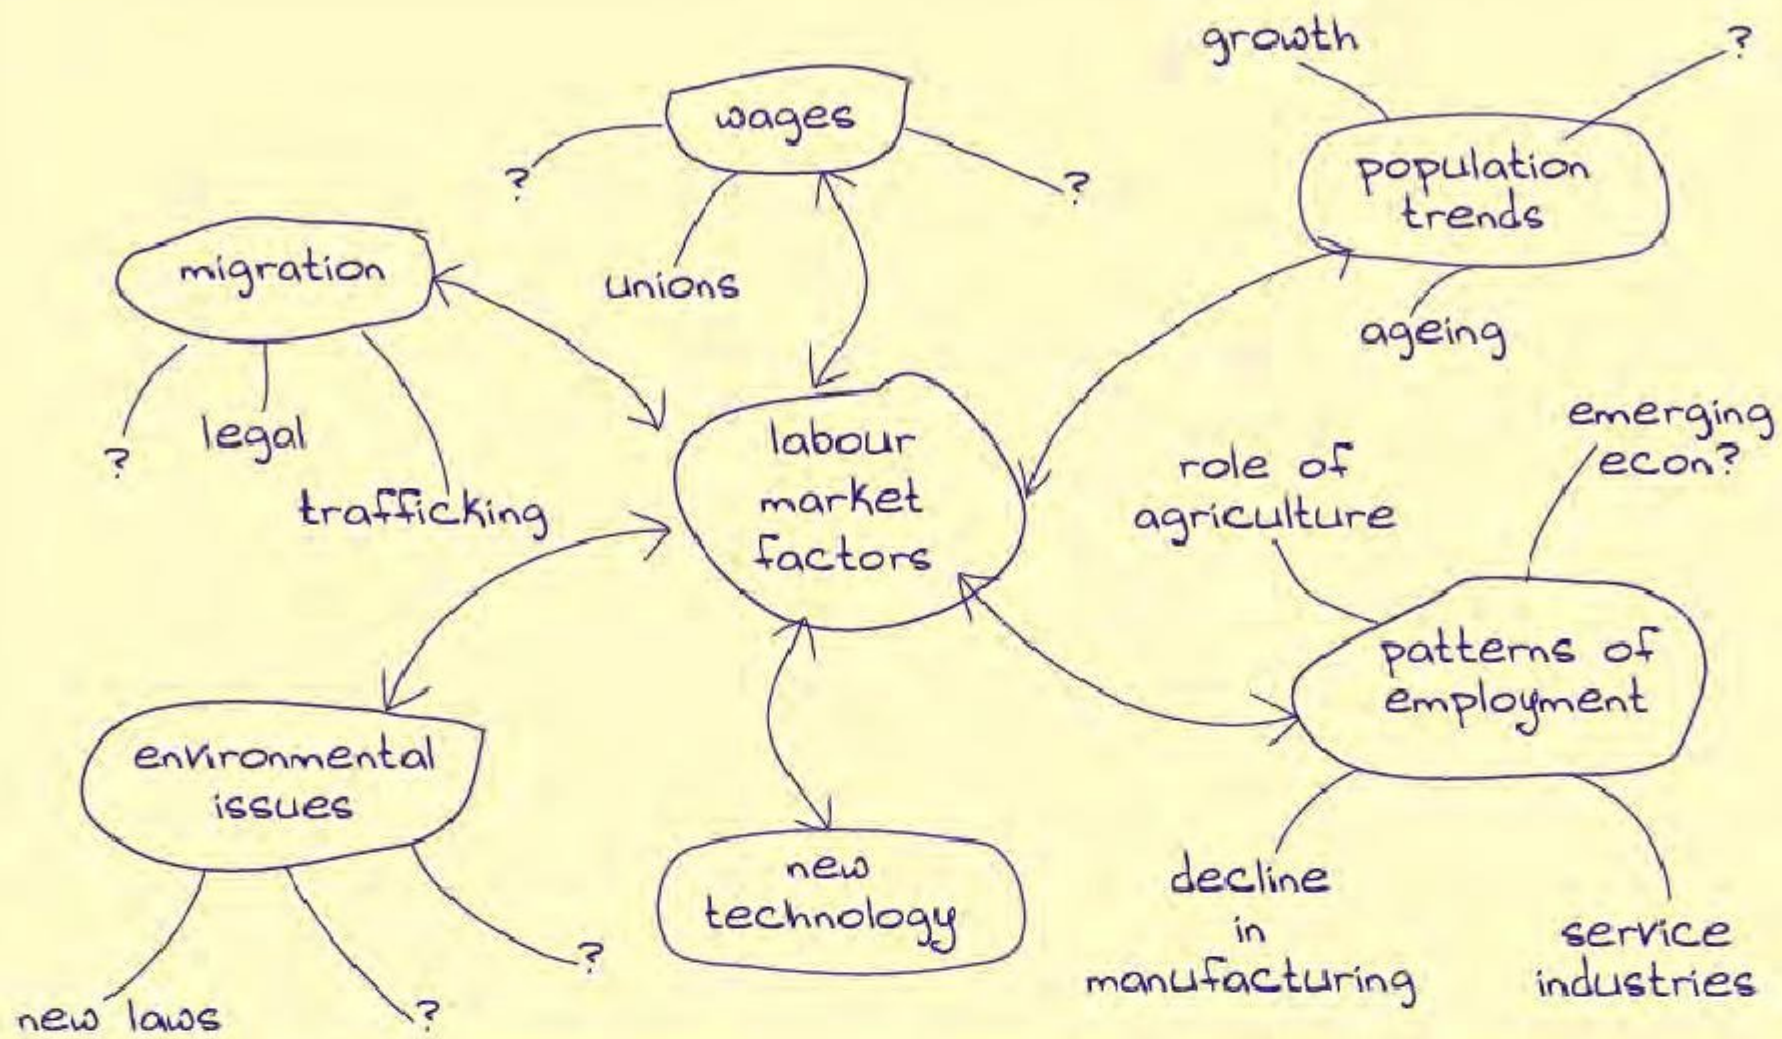 growth
?
wages
?
?
unions
population
trends
ageing
migration
?
legal
trafficking
labour
market
factors
emerging
econ?
role of
agriculture
patterns of
employment
decline
in
manufacturing
service
industries
environmental
issues
new laws
?
?
new
technology